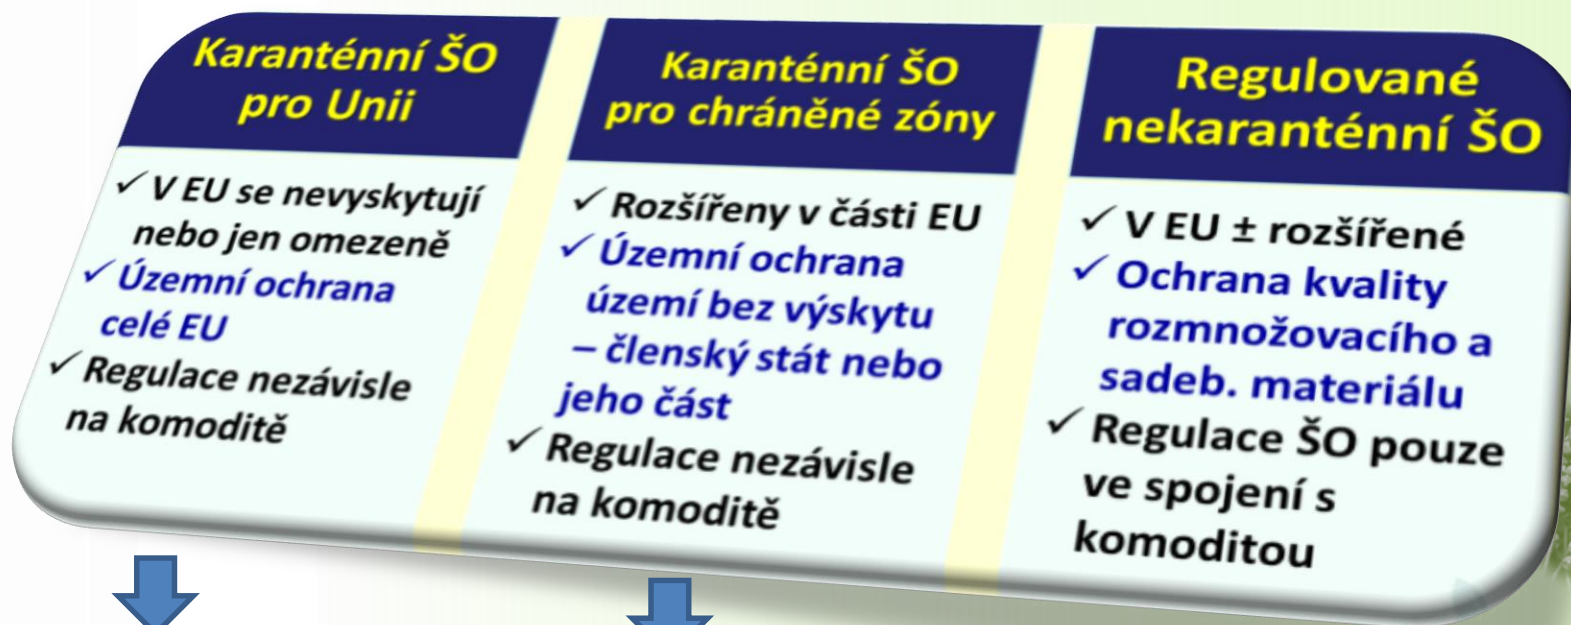 Karanténní ŠO
pro Unii
✓ V EU se nevyskytují
nebo jen omezeně
✓ Územní ochrana
celé EU
✓ Regulace nezávisle
na komoditě
Karanténní ŠO
pro chráněné zóny
✓ Rozšířeny v části EU
✓ Územní ochrana
území bez výskytu
– členský stát nebo
jeho část
✓ Regulace nezávisle
na komoditě
Regulované
nekaranténní ŠO
✓ V EU ± rozšířené
✓ Ochrana kvality
rozmnožovacího a
sadeb. materiálu
✓ Regulace ŠO pouze
ve spojení s
komoditou